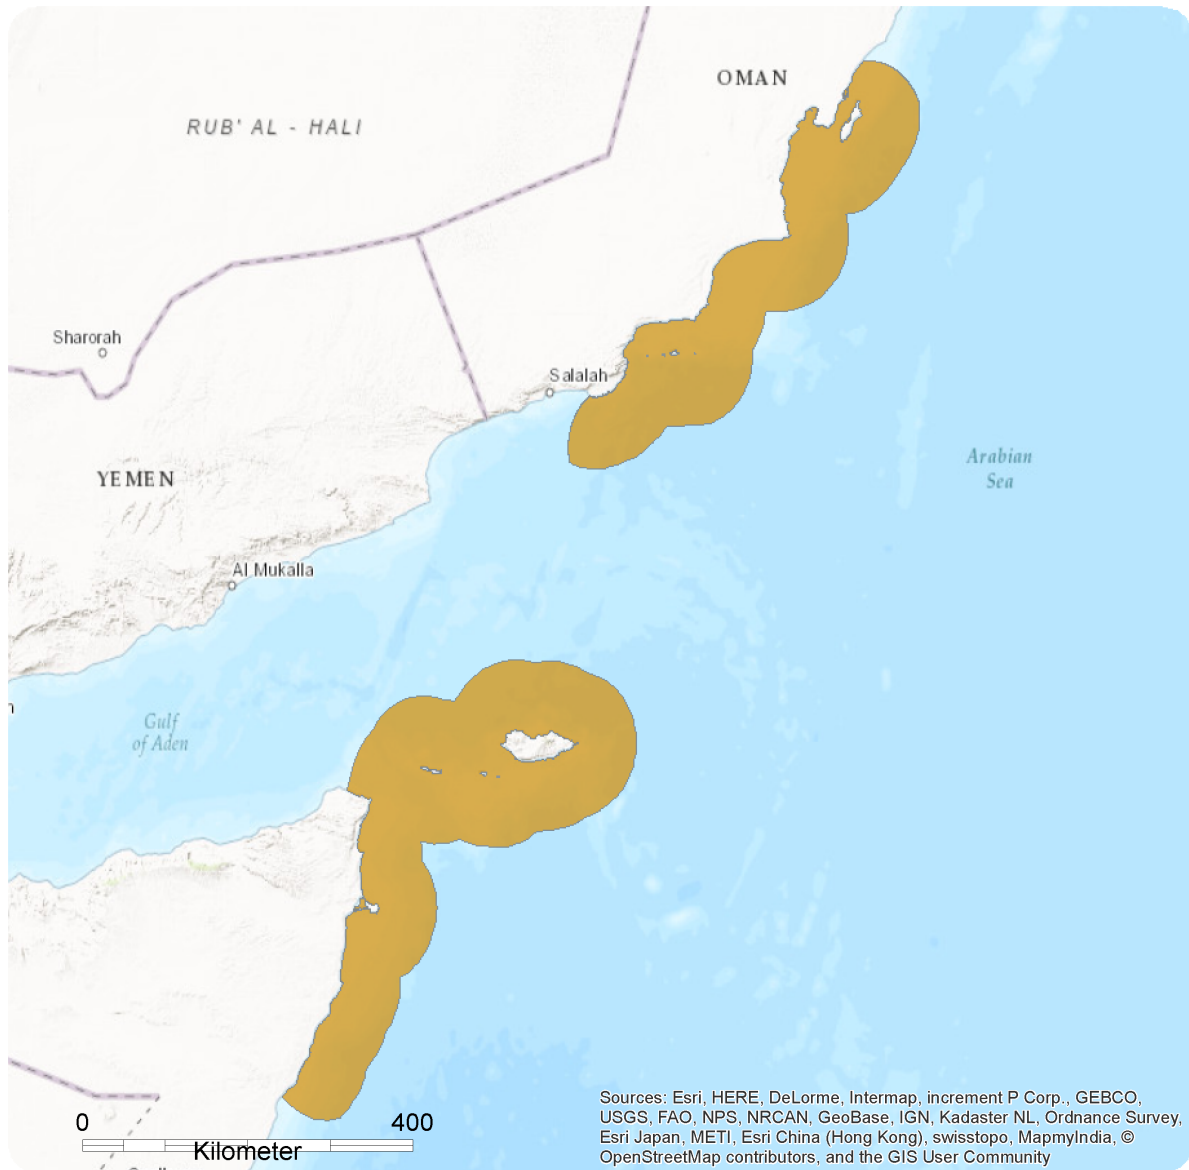 OMAN
RUB' AL - HALI
Sharorah
Salalah
YEMEN
Arabian
Sea
Al Mukalla
Gulf
of Aden
0
400
Kilometer
Sources: Esri, HERE, DeLorme, Intermap, increment P Corp., GEBCO,
USGS, FAO, NPS, NRCAN, GeoBase, IGN, Kadaster NL, Ordnance Survey,
Esri Japan, METI, Esri China (Hong Kong), swisstopo, MapmyIndia, ©
OpenStreetMap contributors, and the GIS User Community